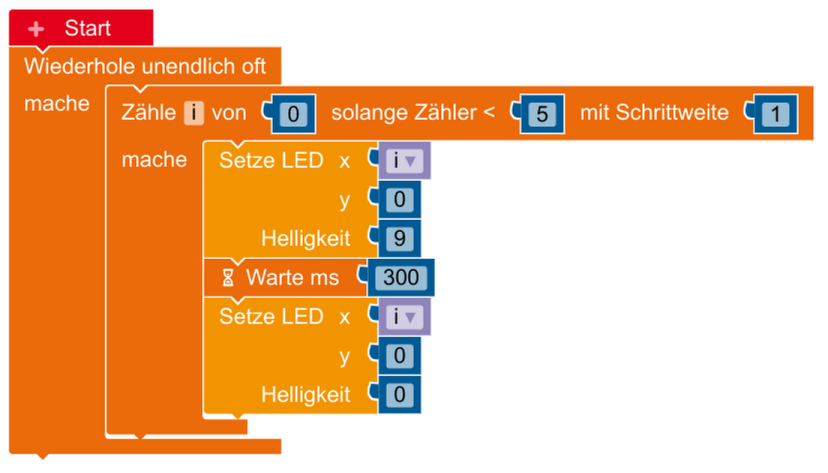 + Start
Wiederhole unendlich oft
mache Zähle i von 0 solange Zähler < 5 mit Schrittweite 1
mache Setze LED x i
y 0
Helligkeit 9
Warte ms 300
Setze LED x i
y 0
Helligkeit 0